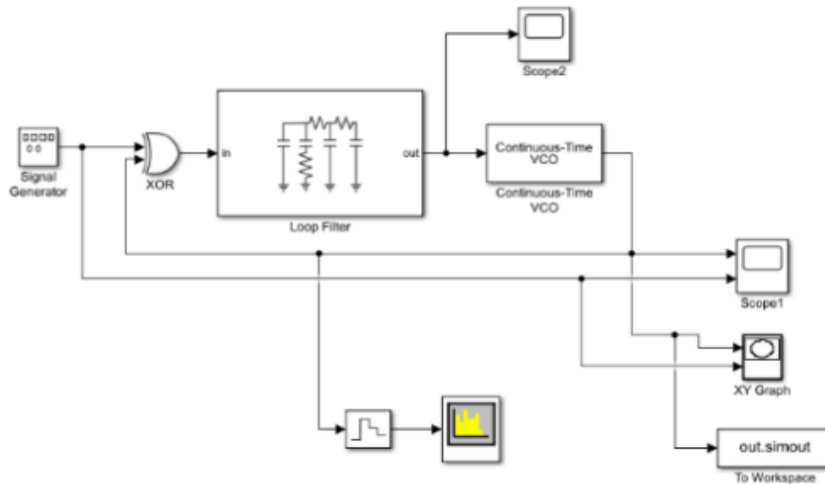 Scope2
Signal
Generator
XOR
in
out
Loop Filter
Continuous-Time
VCO
Continuous-Time
VCO
Scope1
XY Graph
out.simout
To Workspace